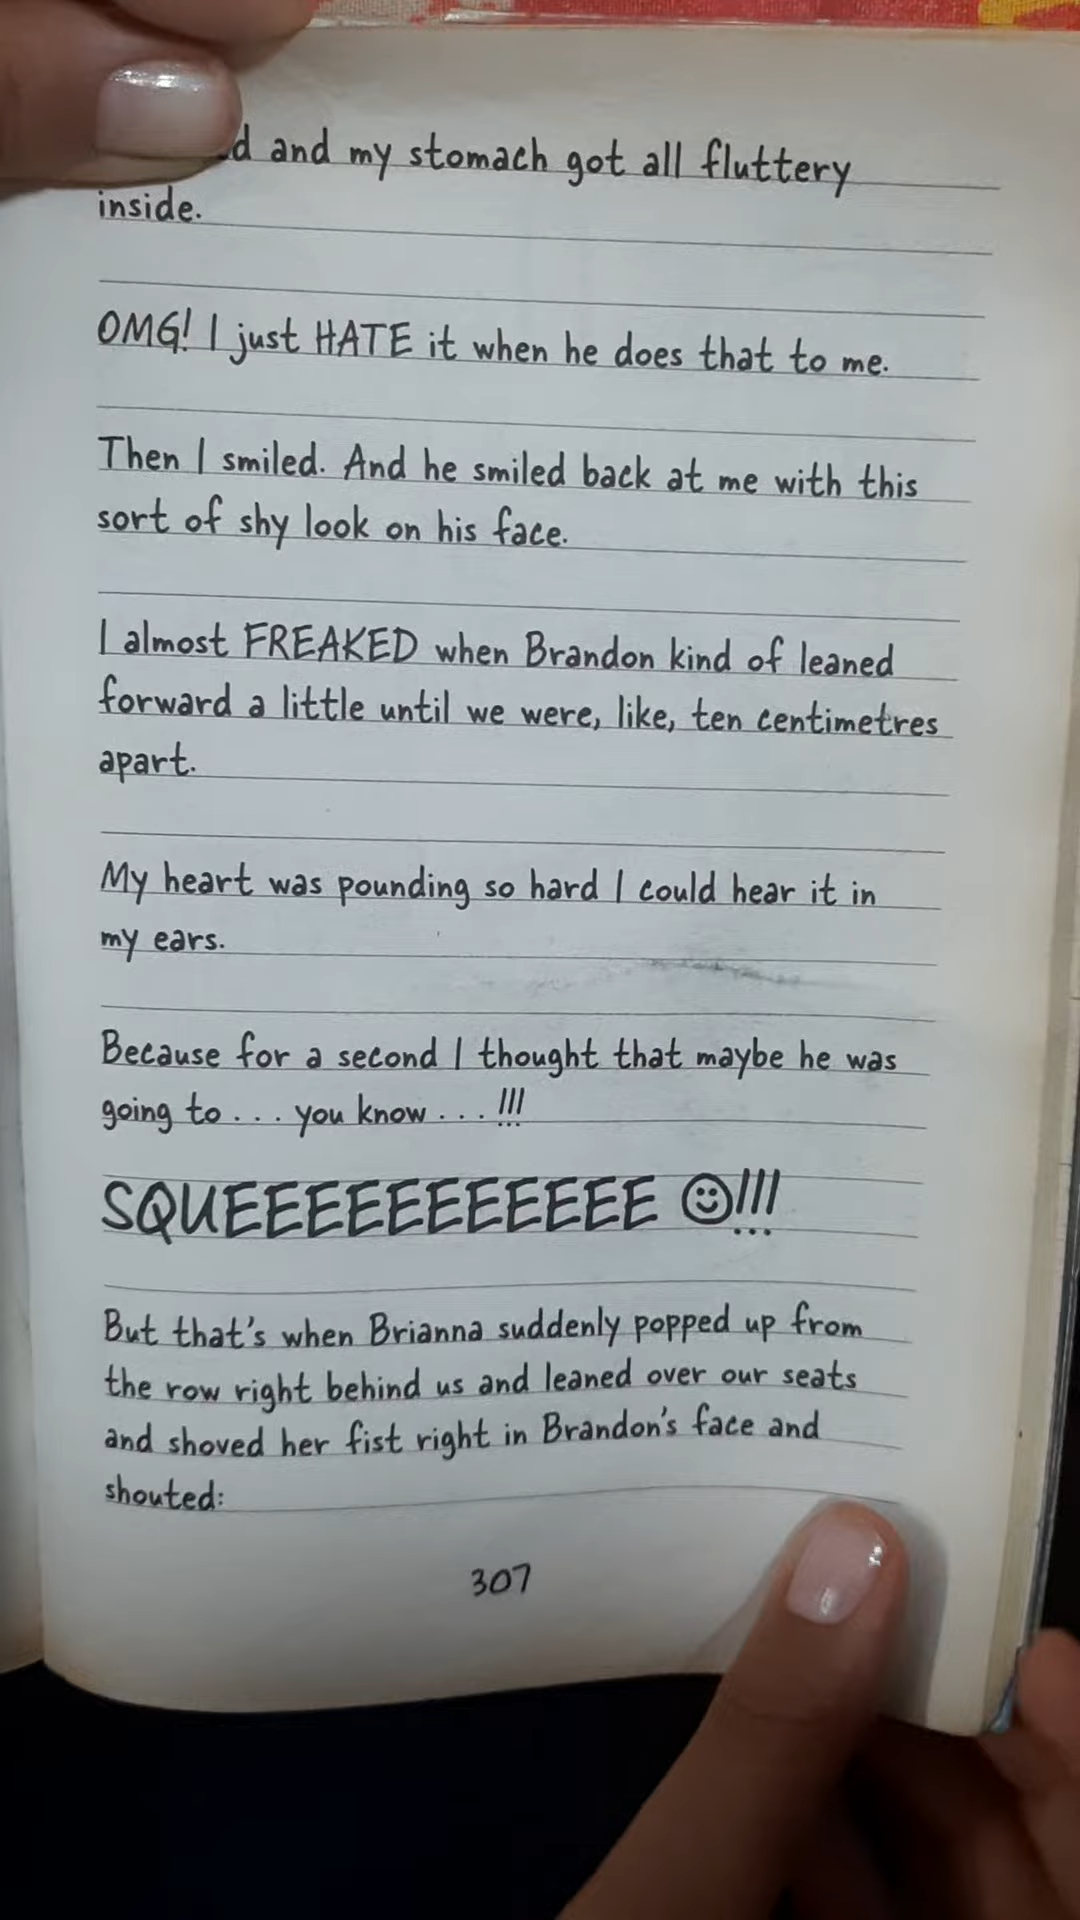 and my stomach got all fluttery
inside.
OMG! I just HATE it when he does that to me.
Then I smiled. And he smiled back at me with this
sort of shy look on his face.
I almost FREAKED when Brandon kind of leaned
forward a little until we were, like, ten centimetres
apart.
My heart was pounding so hard I could hear it in
my ears.
Because for a second I thought that maybe he was
going to . . . you know . . . !!!
SQUEEEEEEEEEEEE ☺!!!
But that's when Brianna suddenly popped up from
the row right behind us and leaned over our seats
and shoved her fist right in Brandon's face and
shouted:
307